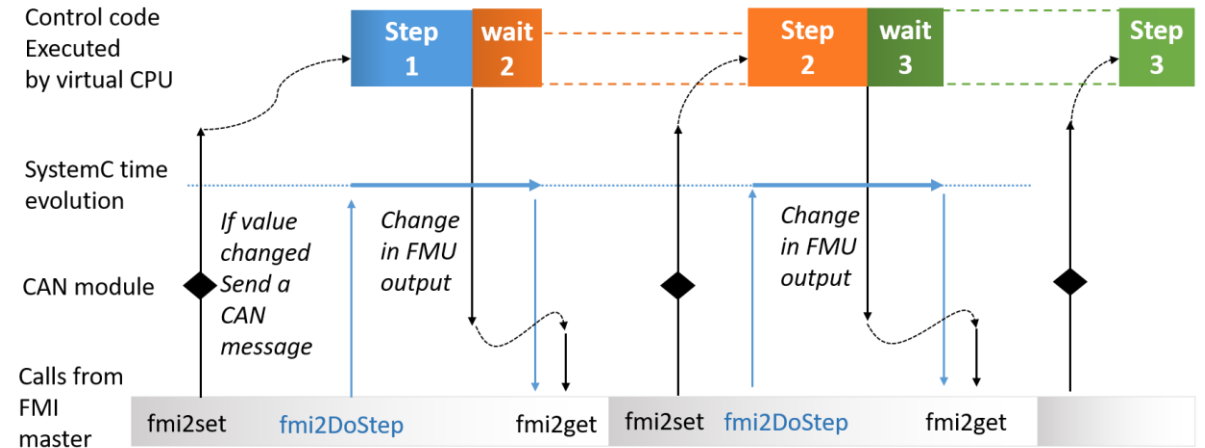 Control code
Executed
by virtual CPU
Step
1
wait
2
Step
2
wait
3
Step
3
SystemC time
evolution
If value
changed
Send a
CAN
message
Change
in FMU
output
Change
in FMU
output
CAN module
Calls from
FMI
master
fmi2set
fmi2DoStep
fmi2get
fmi2set
fmi2DoStep
fmi2get